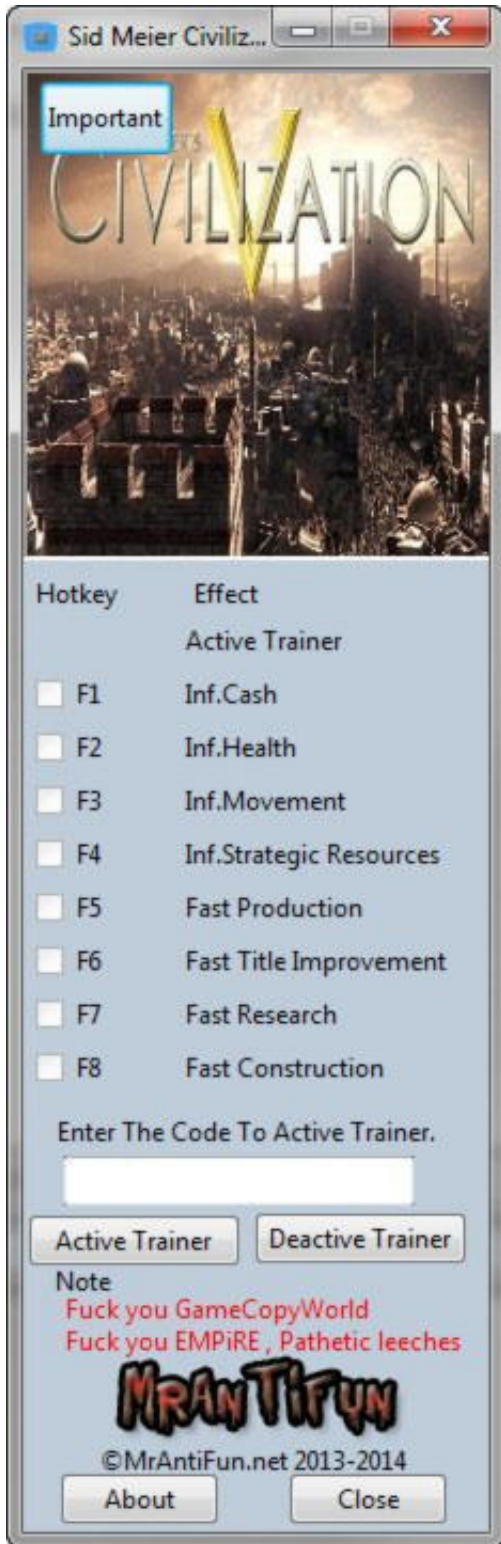 Sid Meier Civiliz...
Important
CIVILIZATION V
Hotkey Effect
Active Trainer
F1 Inf.Cash
F2 Inf.Health
F3 Inf.Movement
F4 Inf.Strategic Resources
F5 Fast Production
F6 Fast Title Improvement
F7 Fast Research
F8 Fast Construction
Enter The Code To Active Trainer.
Active Trainer Deactive Trainer
Note
Fuck you GameCopyWorld
Fuck you EMPiRE , Pathetic leeches
MRANTIFUN
©MrAntiFun.net 2013-2014
About Close